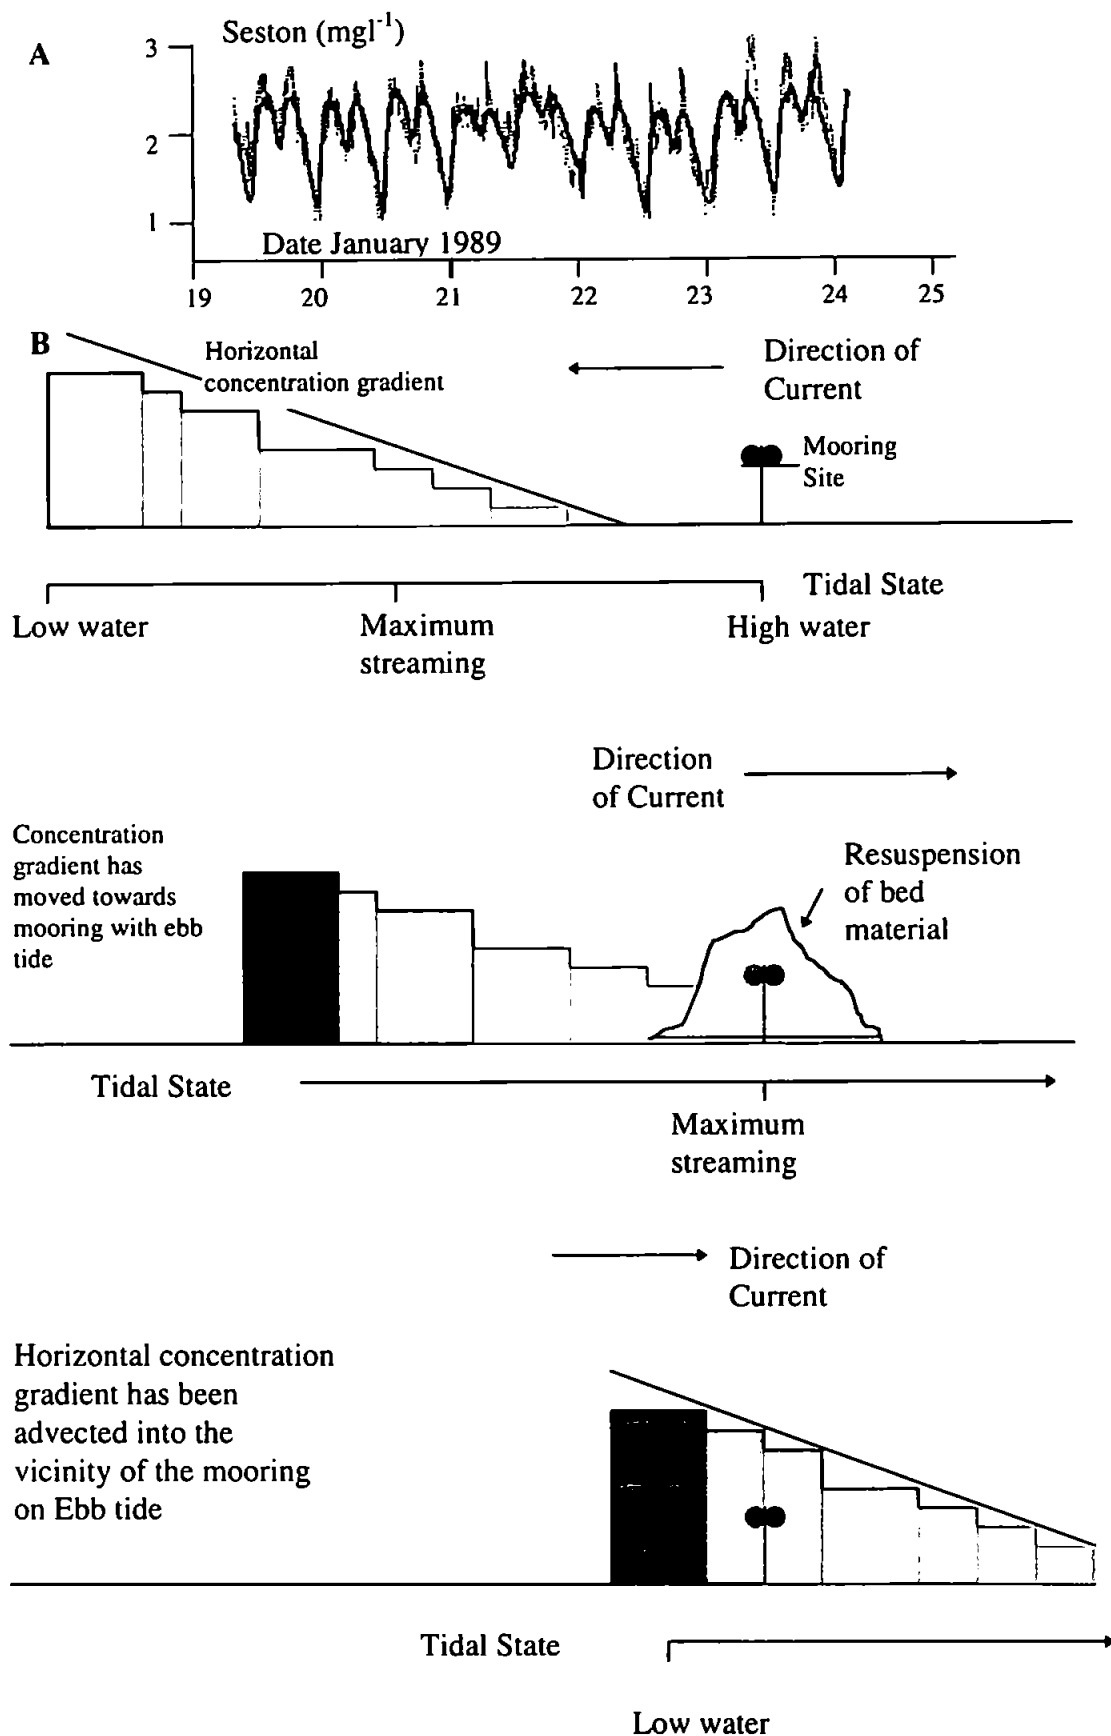 A
Seston (mgl⁻¹)
3
2
1
Date January 1989
19 20 21 22 23 24 25
B
Horizontal
concentration gradient
Direction of
Current
Mooring
Site
Tidal State
Low water
Maximum
streaming
High water
Direction
of Current
Concentration
gradient has
moved towards
mooring with ebb
tide
Resuspension
of bed
material
Tidal State
Maximum
streaming
Direction of
Current
Horizontal concentration
gradient has been
advected into the
vicinity of the mooring
on Ebb tide
Tidal State
Low water